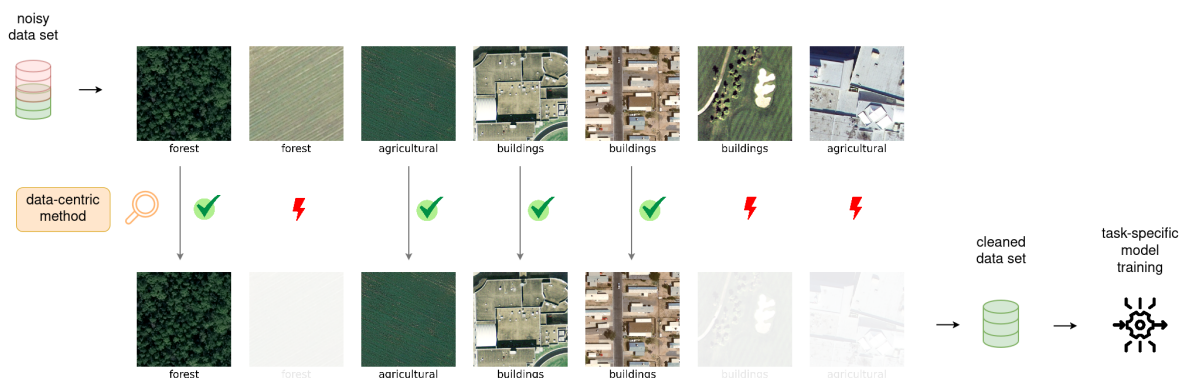 noisy
data set
forest
forest
agricultural
buildings
buildings
buildings
agricultural
data-centric
method
forest
forest
agricultural
buildings
buildings
buildings
agricultural
cleaned
data set
task-specific
model
training